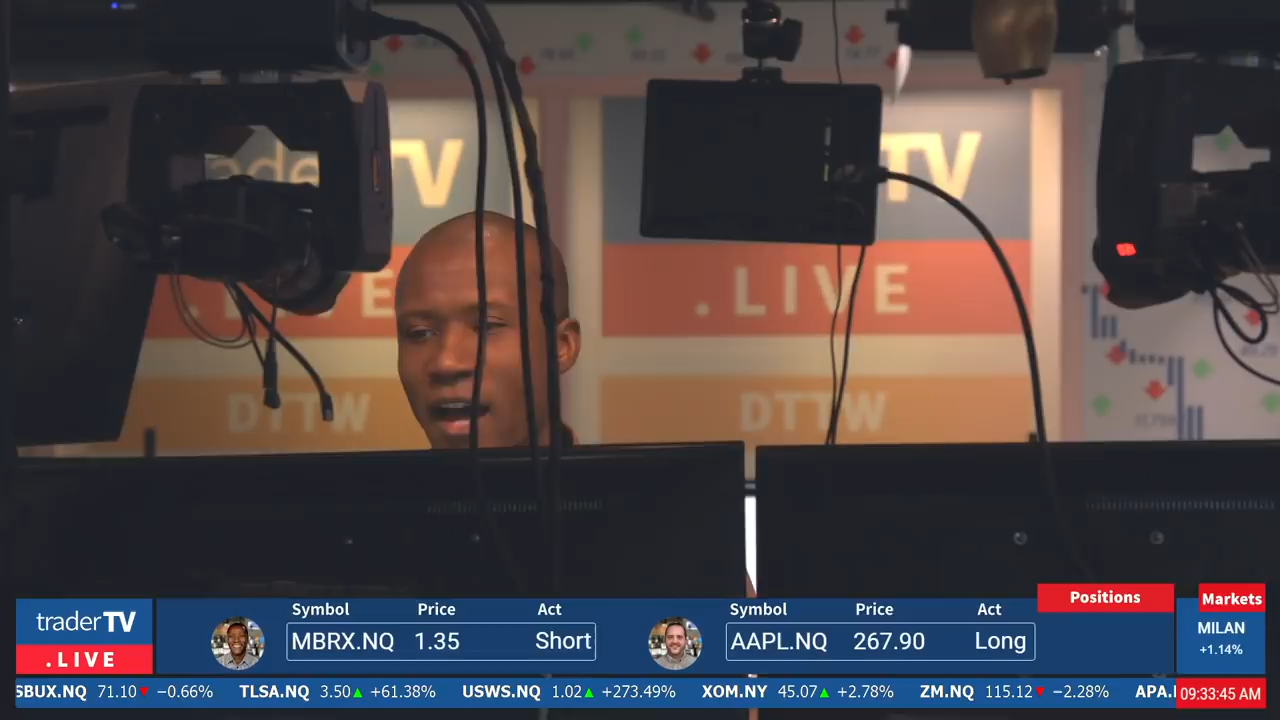 adeTV
TV
.LIVE
.LIVE
DTTW
DTTW
Positions
Markets
Symbol Price Act
Symbol Price Act
traderTV
.LIVE
MBRX.NQ 1.35 Short
AAPL.NQ 267.90 Long
MILAN
+1.14%
SBUX.NQ 71.10▼ −0.66% TLSA.NQ 3.50▲ +61.38% USWS.NQ 1.02▲ +273.49% XOM.NY 45.07▲ +2.78% ZM.NQ 115.12▼ −2.28% APA.
09:33:45 AM